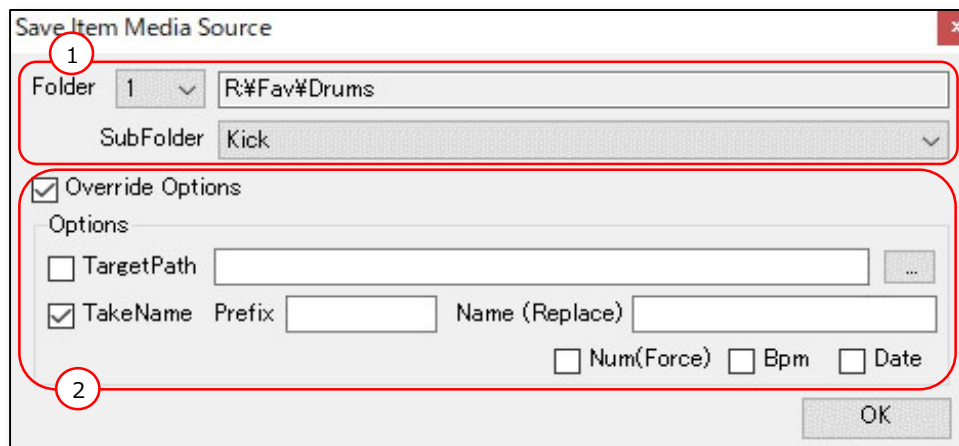 Save Item Media Source
x
1
Folder 1 R:¥Fav¥Drums
SubFolder Kick
Override Options
Options
TargetPath ...
TakeName Prefix Name (Replace)
Num(Force) Bpm Date
2
OK